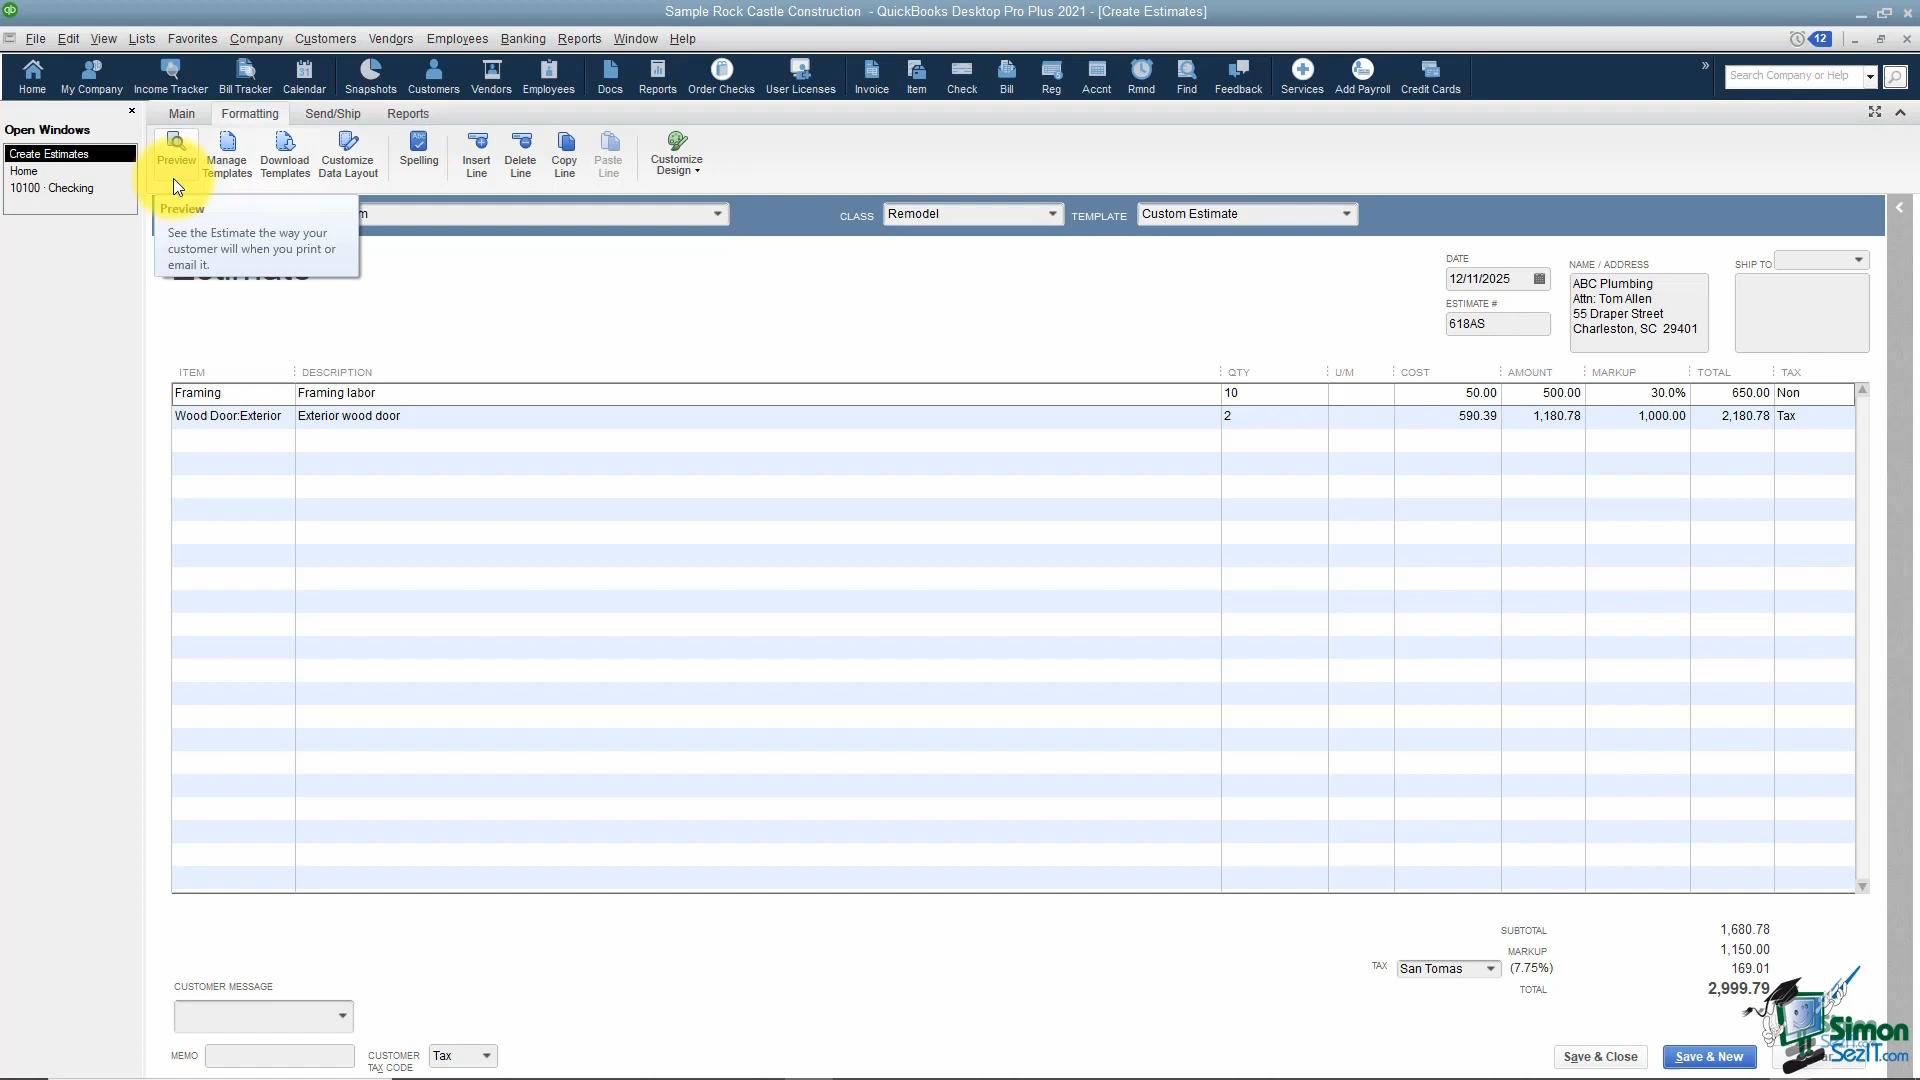 Sample Rock Castle Construction - QuickBooks Desktop Pro Plus 2021 - [Create Estimates]
File Edit View Lists Favorites Company Customers Vendors Employees Banking Reports Window Help
12
Home My Company Income Tracker Bill Tracker Calendar Snapshots Customers Vendors Employees Docs Reports Order Checks User Licenses Invoice Item Check Bill Reg Accnt Rmnd Find Feedback Services Add Payroll Credit Cards
Search Company or Help
Open Windows
Create Estimates
Home
10100 · Checking
Main Formatting Send/Ship Reports
Preview
Manage Templates
Download Templates
Customize Data Layout
Spelling
Insert Line
Delete Line
Copy Line
Paste Line
Customize Design
Preview
See the Estimate the way your
customer will when you print or
email it.
CLASS Remodel TEMPLATE Custom Estimate
DATE
12/11/2025
ESTIMATE #
618AS
NAME / ADDRESS
ABC Plumbing
Attn: Tom Allen
55 Draper Street
Charleston, SC 29401
SHIP TO
ITEM DESCRIPTION QTY U/M COST AMOUNT MARKUP TOTAL TAX
Framing Framing labor 10 50.00 500.00 30.0% 650.00 Non
Wood Door:Exterior Exterior wood door 2 590.39 1,180.78 1,000.00 2,180.78 Tax
SUBTOTAL 1,680.78
MARKUP 1,150.00
TAX San Tomas (7.75%) 169.01
TOTAL 2,999.79
CUSTOMER MESSAGE
MEMO
CUSTOMER TAX CODE Tax
Save & Close Save & New
Simon
SezIT.com